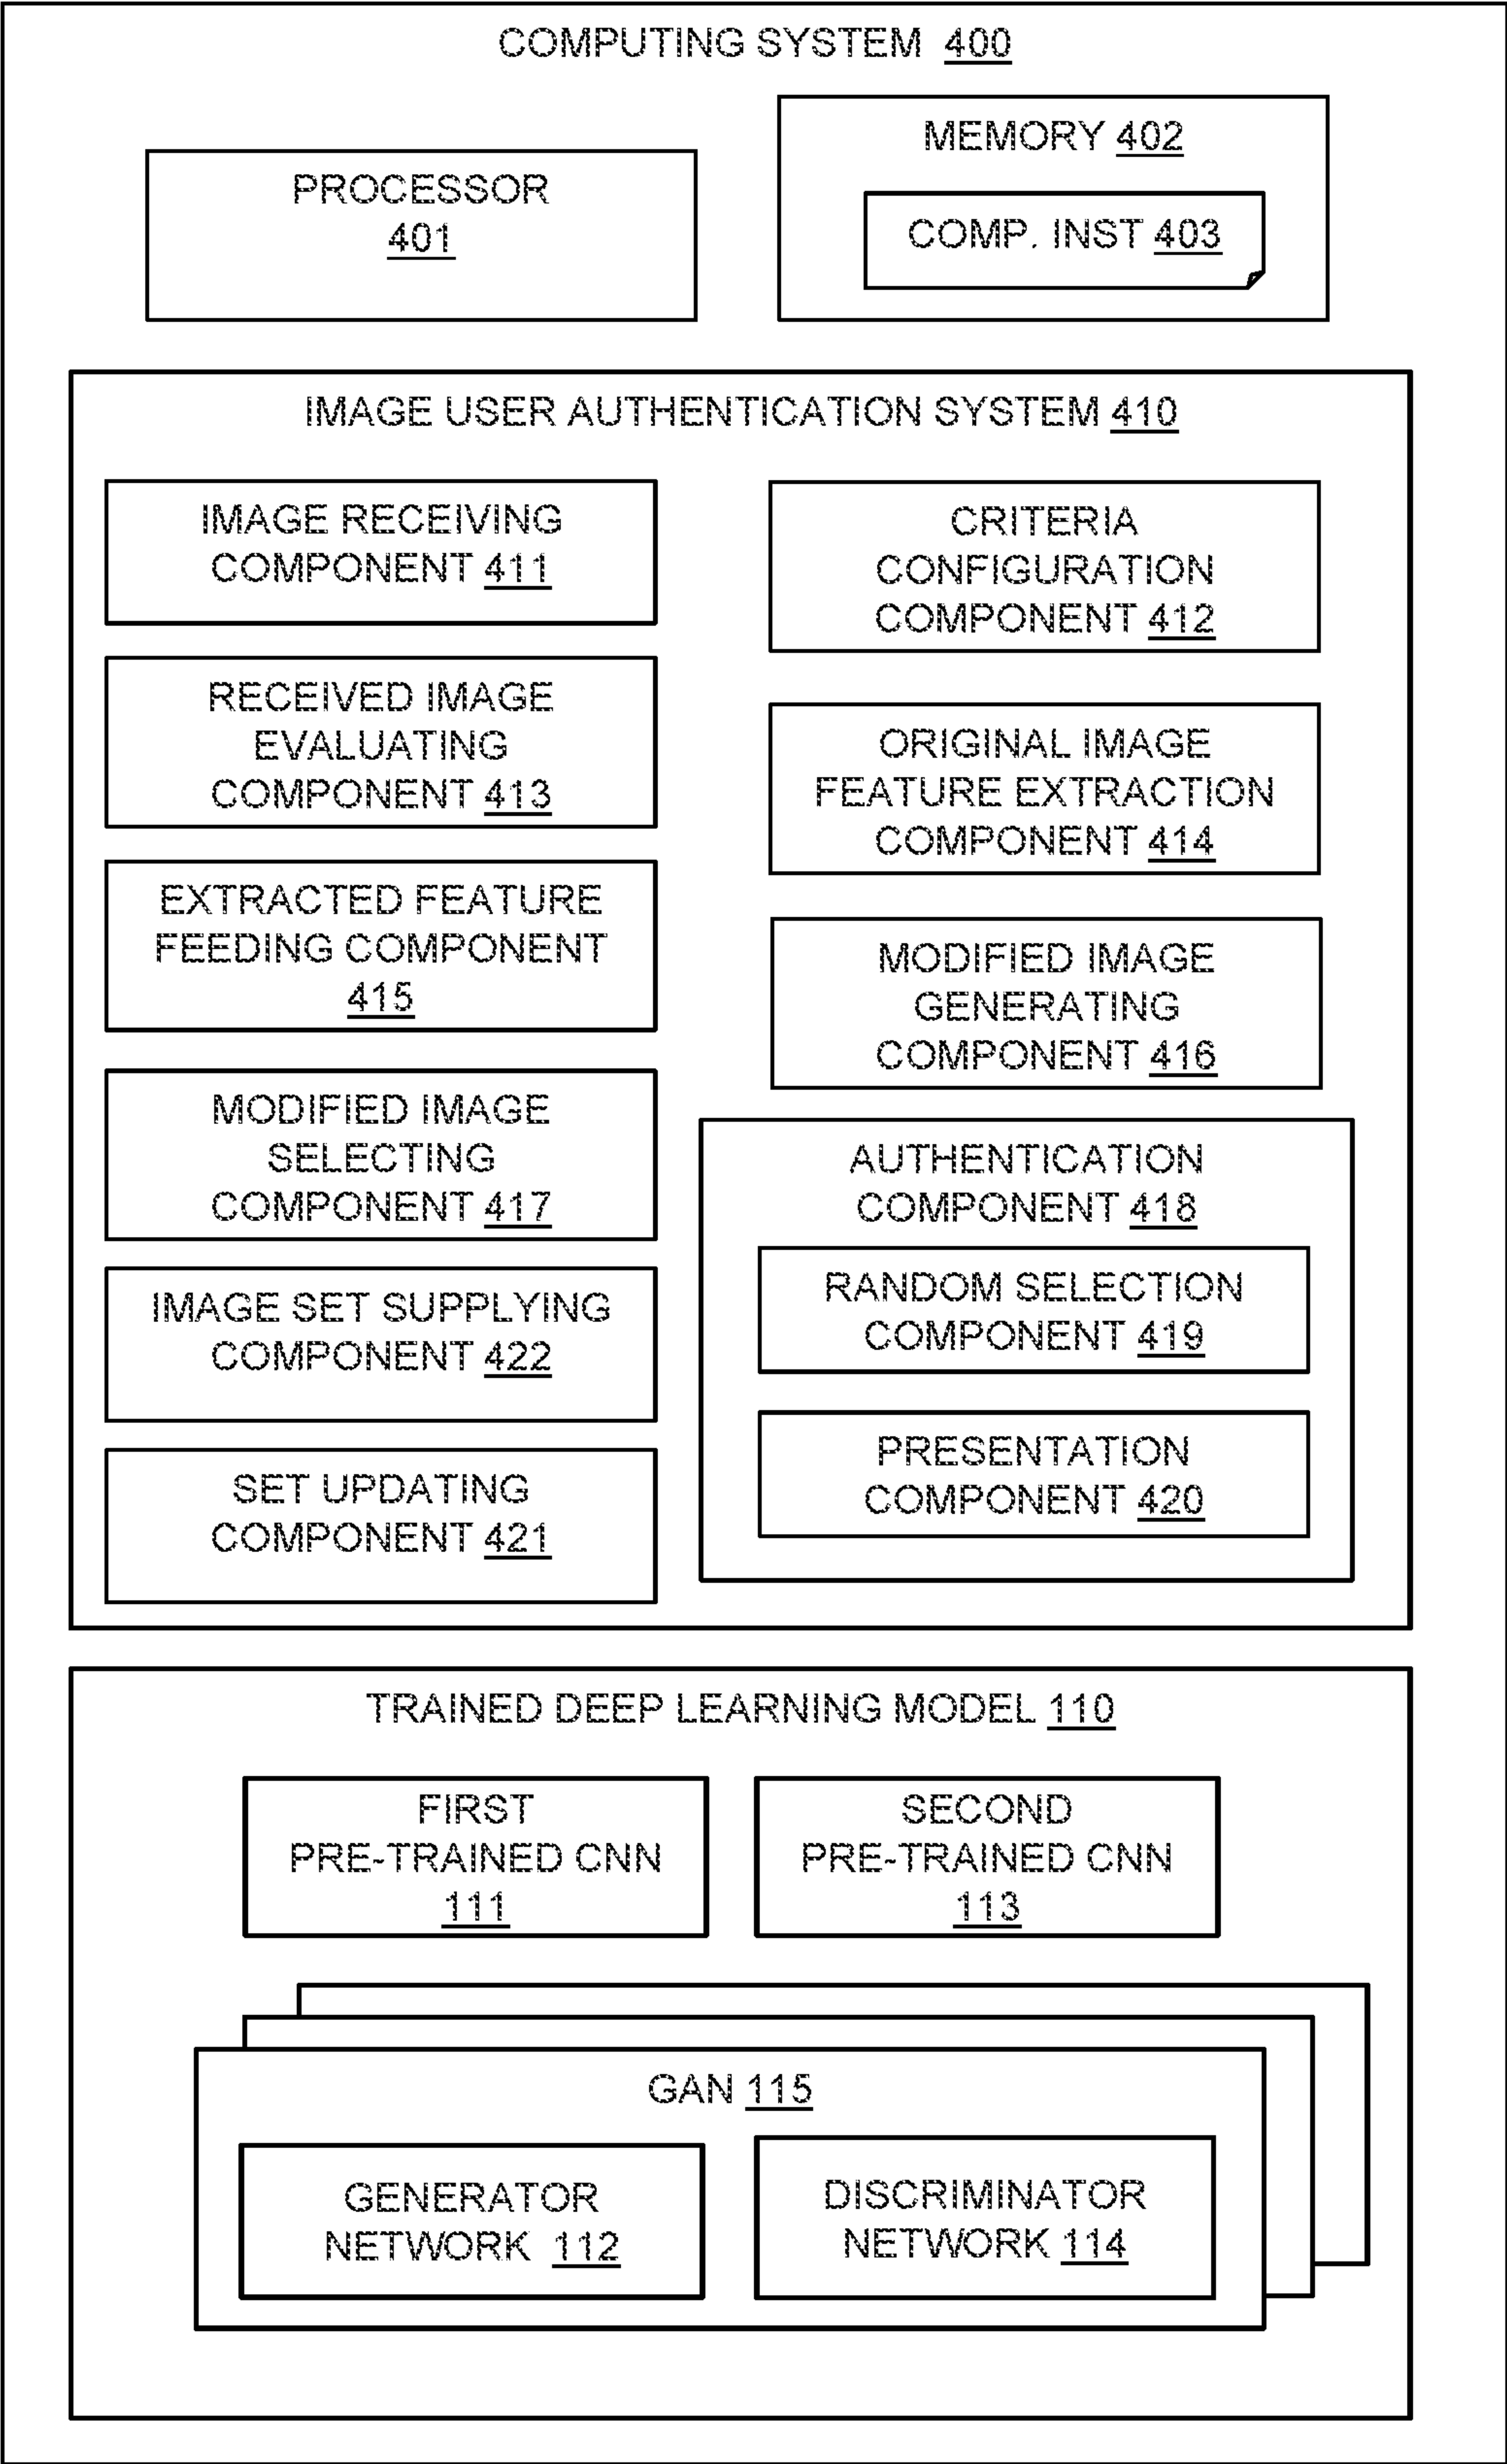 COMPUTING SYSTEM 400
PROCESSOR
401
MEMORY 402
COMP. INST 403
IMAGE USER AUTHENTICATION SYSTEM 410
IMAGE RECEIVING
COMPONENT 411
CRITERIA
CONFIGURATION
COMPONENT 412
RECEIVED IMAGE
EVALUATING
COMPONENT 413
ORIGINAL IMAGE
FEATURE EXTRACTION
COMPONENT 414
EXTRACTED FEATURE
FEEDING COMPONENT
415
MODIFIED IMAGE
GENERATING
COMPONENT 416
MODIFIED IMAGE
SELECTING
COMPONENT 417
AUTHENTICATION
COMPONENT 418
RANDOM SELECTION
COMPONENT 419
PRESENTATION
COMPONENT 420
IMAGE SET SUPPLYING
COMPONENT 422
SET UPDATING
COMPONENT 421
TRAINED DEEP LEARNING MODEL 110
FIRST
PRE-TRAINED CNN
111
SECOND
PRE-TRAINED CNN
113
GAN 115
GENERATOR
NETWORK 112
DISCRIMINATOR
NETWORK 114